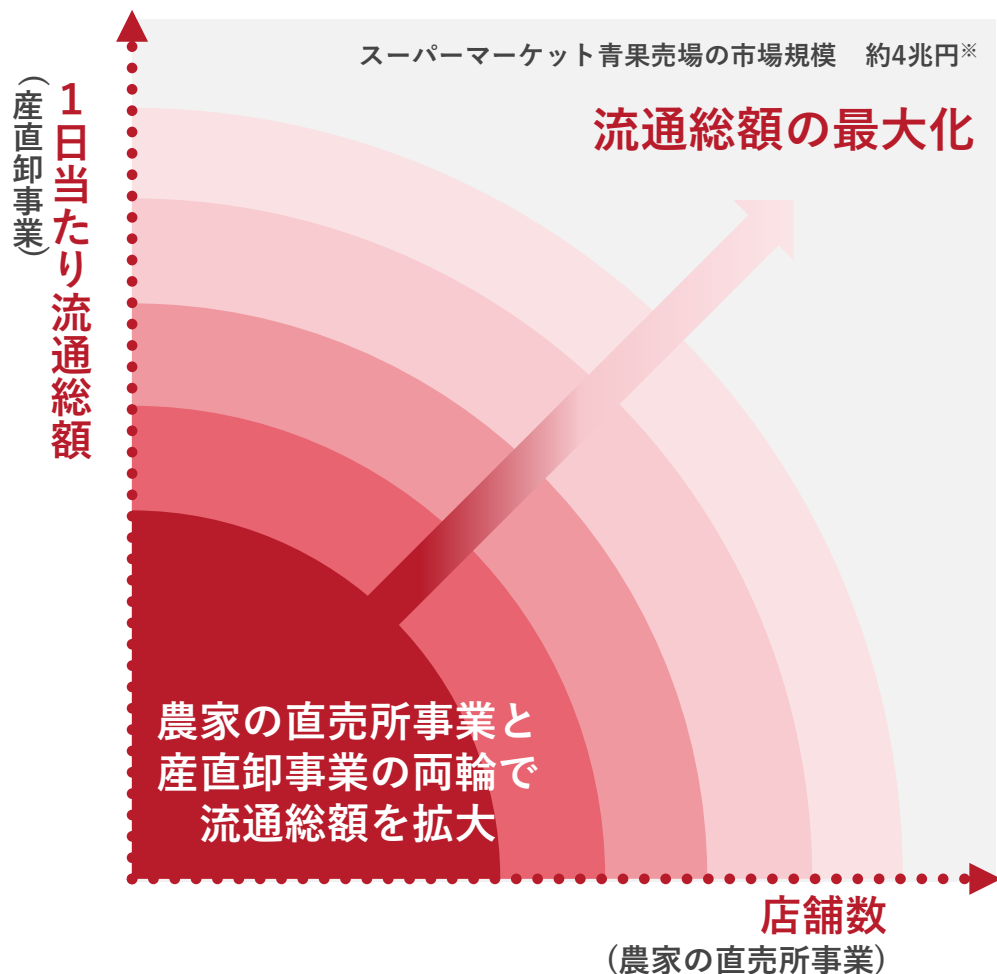 スーパーマーケット青果売場の市場規模　約4兆円※
流通総額の最大化
1日当たり流通総額
（産直卸事業）
農家の直売所事業と
産直卸事業の両輪で
流通総額を拡大
店舗数
（農家の直売所事業）